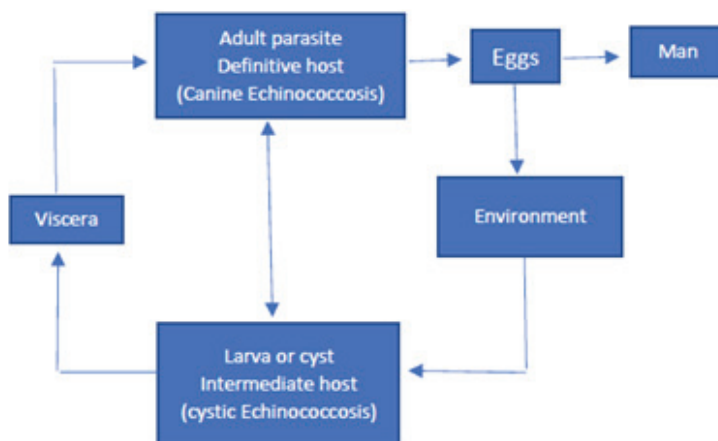 Adult parasite
Definitive host
(Canine Echinococcosis)
Eggs
Man
Viscera
Environment
Larva or cyst
Intermediate host
(cystic Echinococcosis)